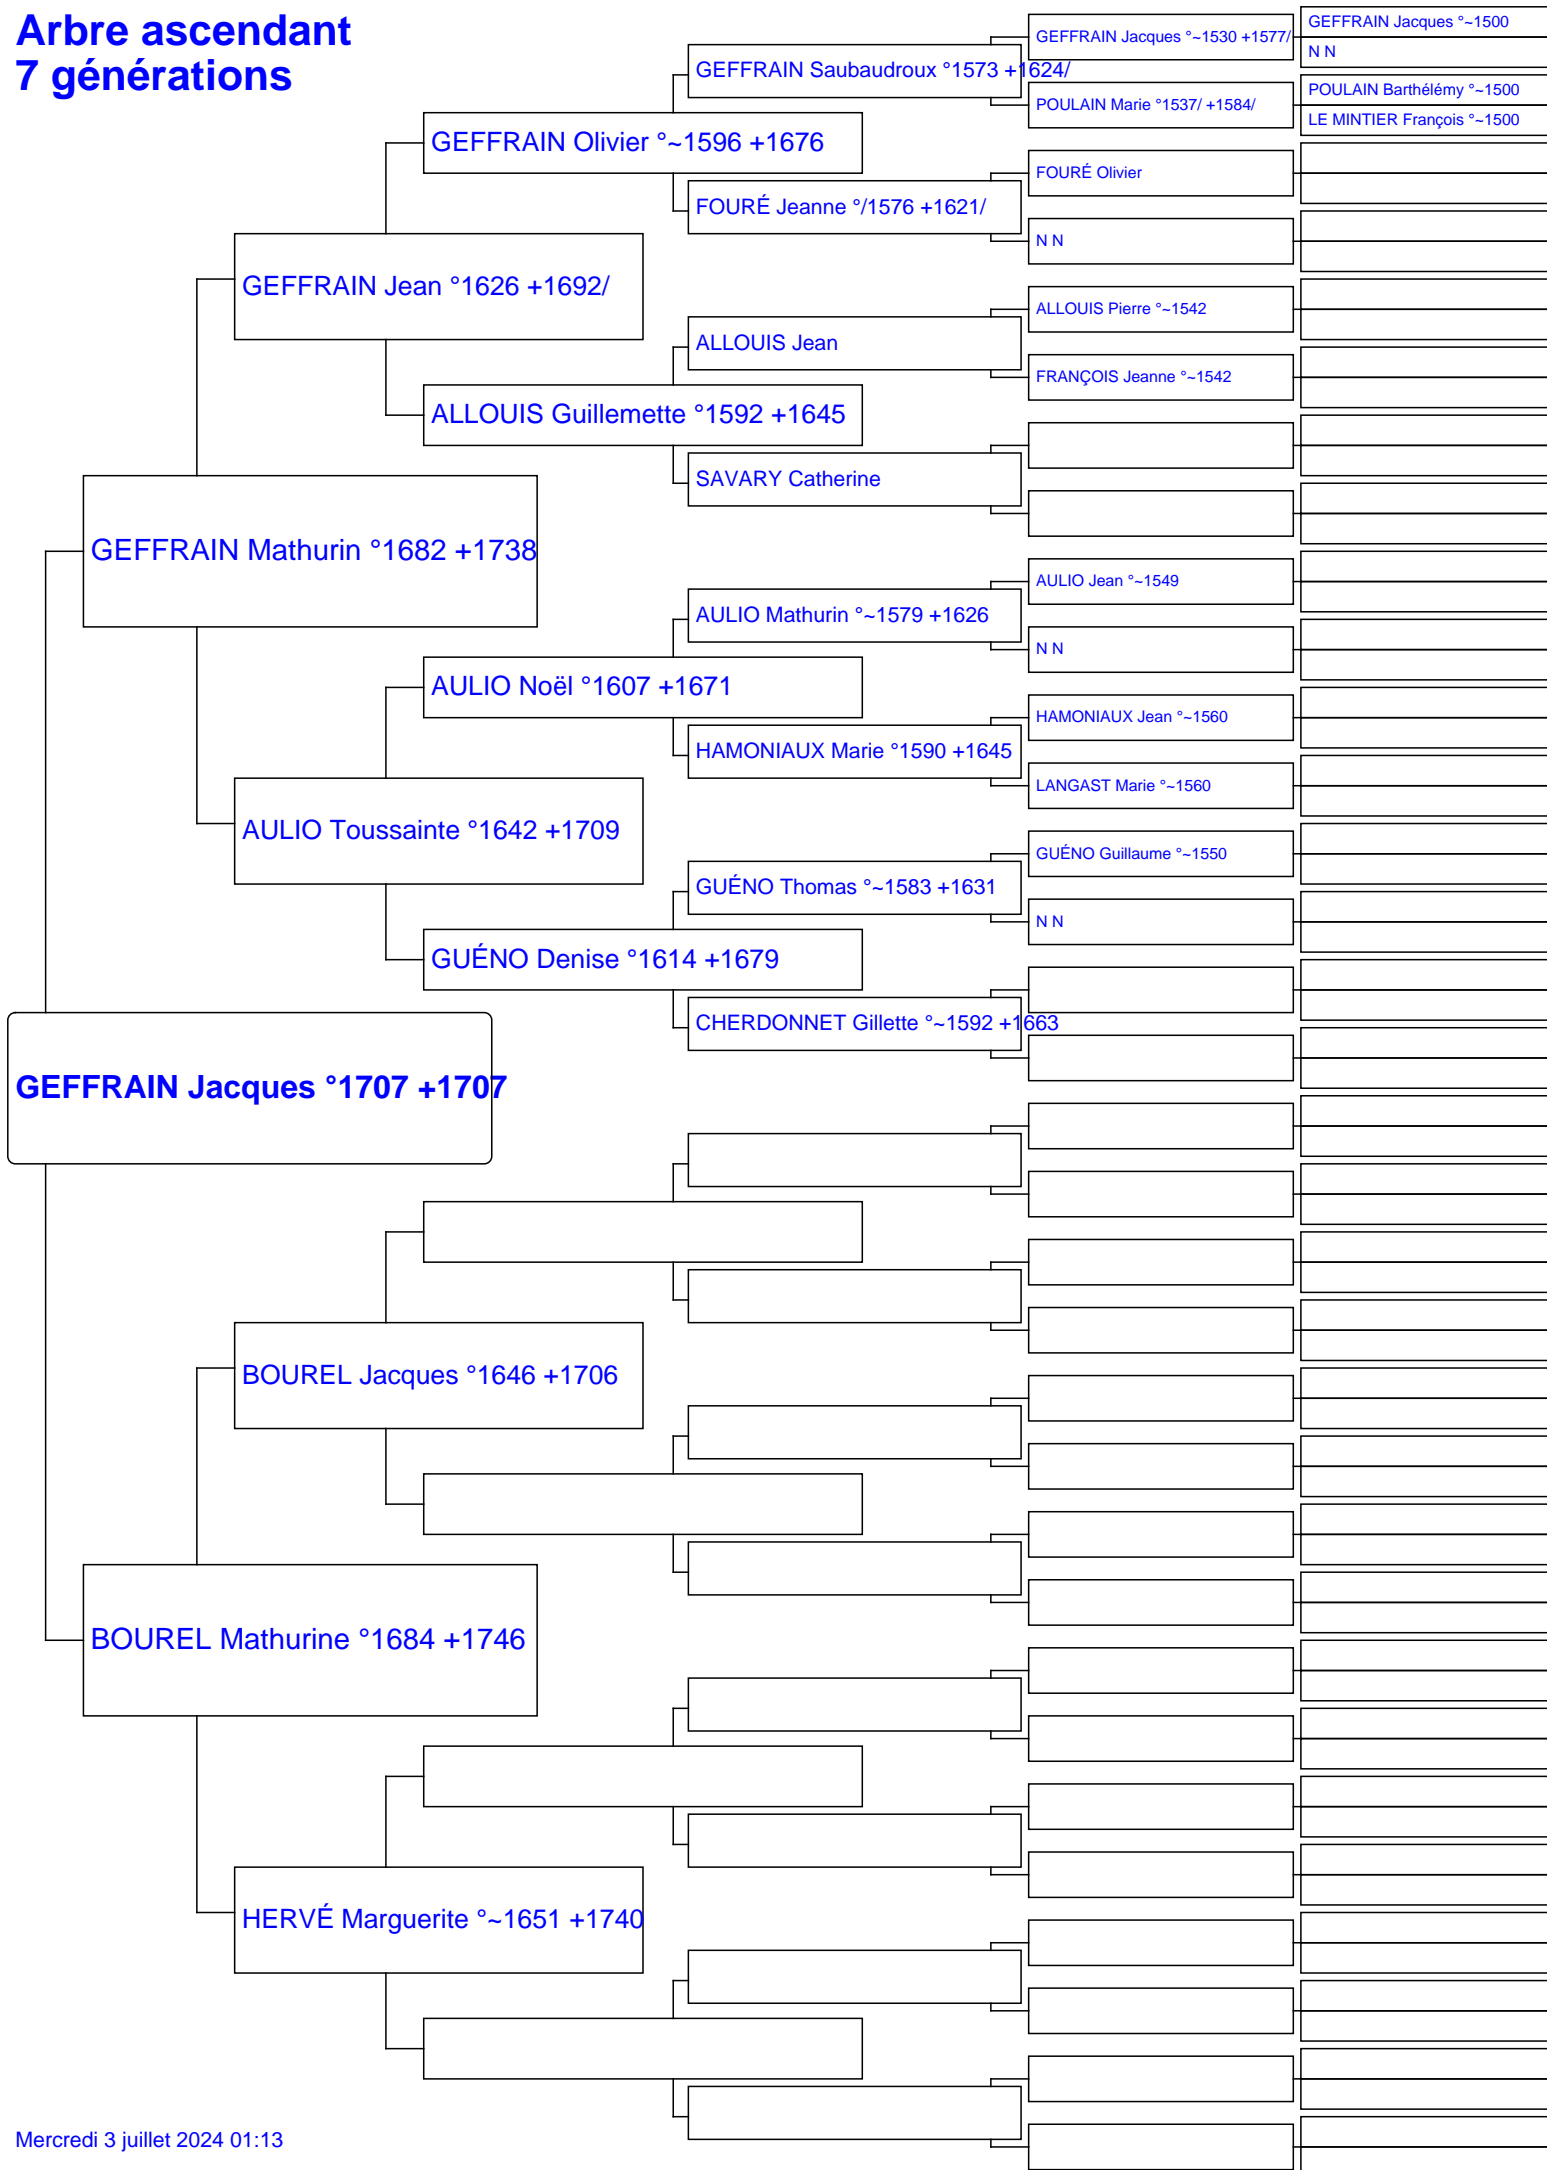 Arbre ascendant
7 générations
GEFFRAIN Jacques °~1500
GEFFRAIN Jacques °~1530 +1577/
N N
GEFFRAIN Saubaudroux °1573 +1624/
POULAIN Barthélémy °~1500
POULAIN Marie °1537/ +1584/
LE MINTIER François °~1500
GEFFRAIN Olivier °~1596 +1676
FOURÉ Olivier
FOURÉ Jeanne °/1576 +1621/
N N
GEFFRAIN Jean °1626 +1692/
ALLOUIS Pierre °~1542
ALLOUIS Jean
FRANÇOIS Jeanne °~1542
ALLOUIS Guillemette °1592 +1645
SAVARY Catherine
GEFFRAIN Mathurin °1682 +1738
AULIO Jean °~1549
AULIO Mathurin °~1579 +1626
N N
AULIO Noël °1607 +1671
HAMONIAUX Jean °~1560
HAMONIAUX Marie °1590 +1645
LANGAST Marie °~1560
AULIO Toussainte °1642 +1709
GUÉNO Guillaume °~1550
GUÉNO Thomas °~1583 +1631
N N
GUÉNO Denise °1614 +1679
CHERDONNET Gillette °~1592 +1663
GEFFRAIN Jacques °1707 +1707
BOUREL Jacques °1646 +1706
BOUREL Mathurine °1684 +1746
HERVÉ Marguerite °~1651 +1740
Mercredi 3 juillet 2024 01:13